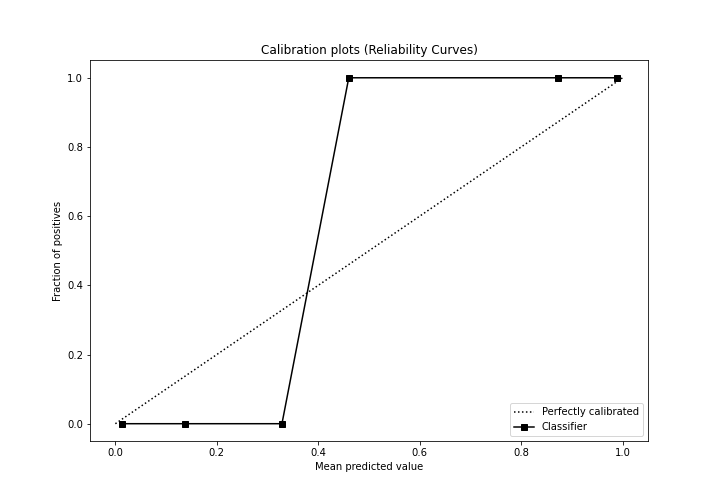 Calibration plots (Reliability Curves)
1.0
0.8
0.6
0.4
0.2
0.0
Fraction of positives
0.0 0.2 0.4 0.6 0.8 1.0
Mean predicted value
Perfectly calibrated
Classifier